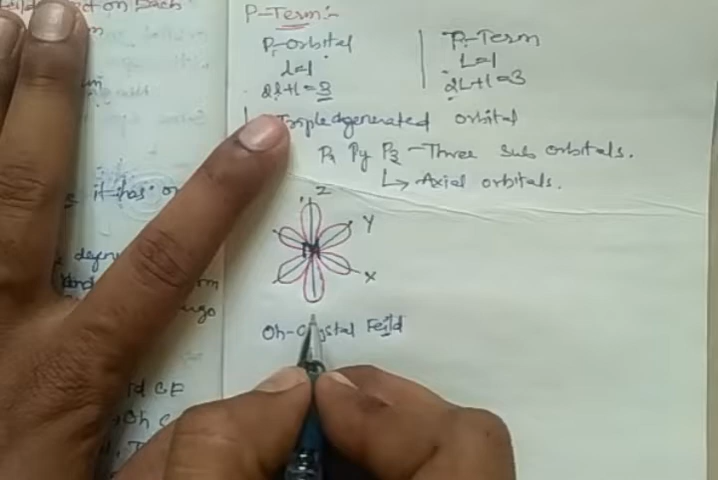 P-Term:-
P-Orbital
l=1
2l+1=3
P-Term
L=1
2L+1=3
Triple degenerated orbital
Px Py Pz - Three Sub orbitals.
↳ Axial orbitals.
Z
Y
M
X
Oh-Crystal Feild
it has